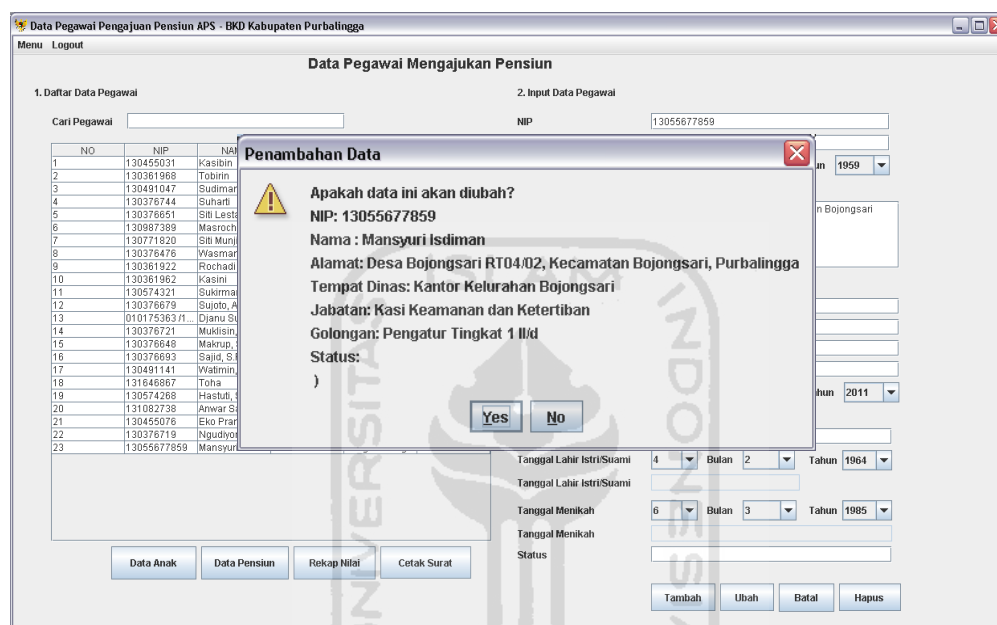 Data Pegawai Pengajuan Pensiun APS - BKD Kabupaten Purbalingga
Menu Logout
Data Pegawai Mengajukan Pensiun
1. Daftar Data Pegawai
Cari Pegawai
NO NIP
1 130455031 Kasibin
2 130361968 Tobirin
3 130491047 Sudimar
4 130376744 Suharti
5 130376651 Siti Lest
6 130987389 Masroch
7 130771820 Siti Munj
8 130376476 Wasmar
9 130361922 Rochadi
10 130361962 Kasini
11 130574321 Sukirma
12 130376679 Sujoto, A
13 010175363 /1... Djanu Su
14 130376721 Muklisin,
15 130376648 Makrup,
16 130376693 Sajid, S.
17 130491141 Watimin,
18 131646867 Toha
19 130574268 Hastuti,
20 131082738 Anwar Sa
21 130455076 Eko Prar
22 130376719 Ngudiyo
23 13055677859 Mansyuri
Data Anak Data Pensiun Rekap Nilai Cetak Surat
2. Input Data Pegawai
NIP 13055677859
1959
n Bojongsari
2011
Tanggal Lahir Istri/Suami 4 Bulan 2 Tahun 1964
Tanggal Lahir Istri/Suami
Tanggal Menikah 6 Bulan 3 Tahun 1985
Tanggal Menikah
Status
Tambah Ubah Batal Hapus
Penambahan Data
Apakah data ini akan diubah?
NIP: 13055677859
Nama : Mansyuri Isdiman
Alamat: Desa Bojongsari RT04/02, Kecamatan Bojongsari, Purbalingga
Tempat Dinas: Kantor Kelurahan Bojongsari
Jabatan: Kasi Keamanan dan Ketertiban
Golongan: Pengatur Tingkat 1 II/d
Status:
)
Yes No
UNIVERSITAS ISLAM INDONES